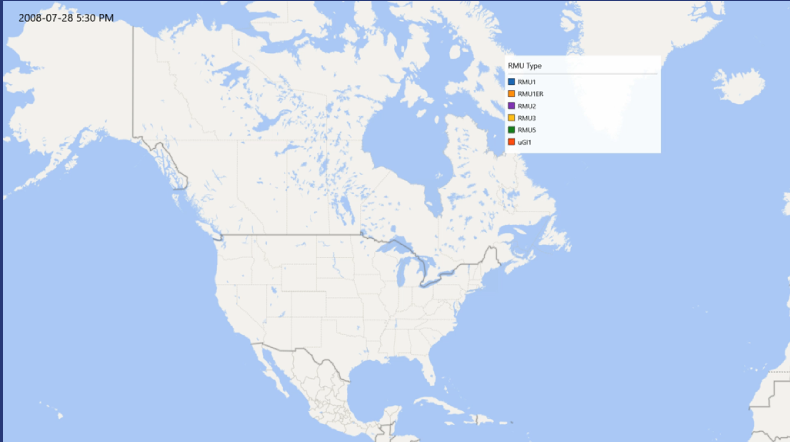 2008-07-28 5:30 PM
RMU Type
RMU1
RMU1ER
RMU2
RMU3
RMU5
uGI1